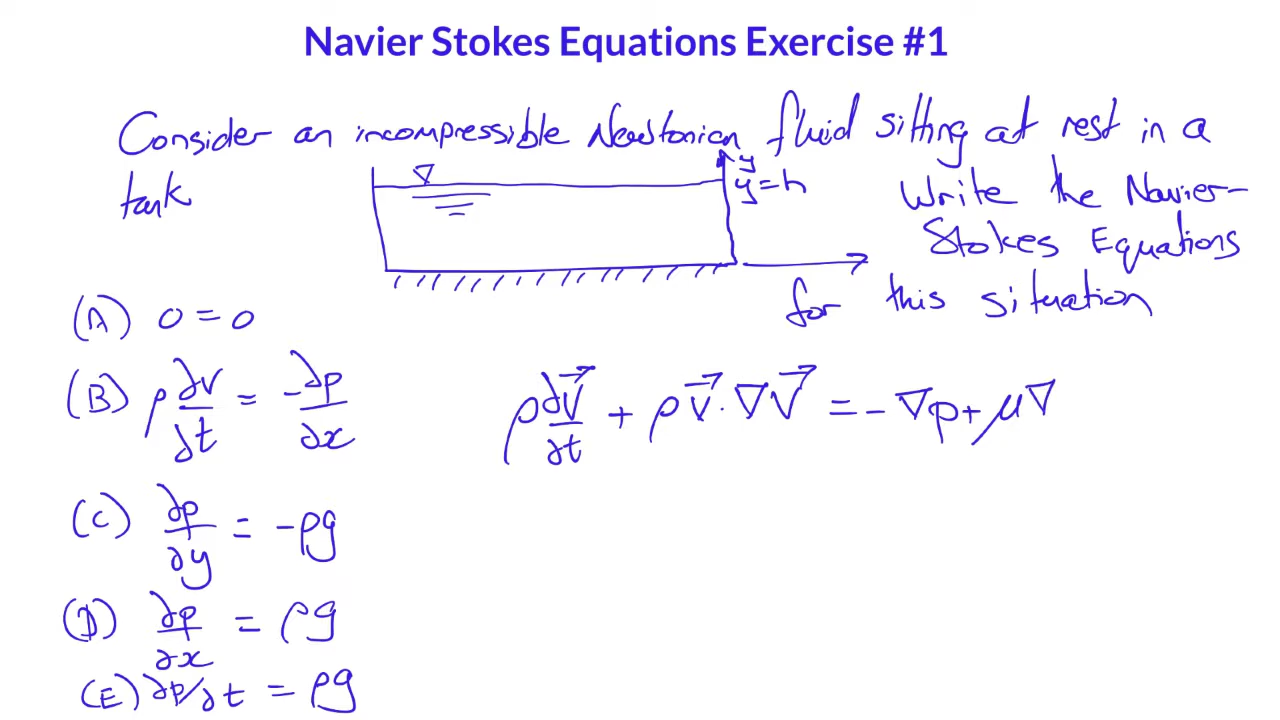 Navier Stokes Equations Exercise #1
Consider an incompressible Newtonian fluid sitting at rest in a
tank
∇
y
y=h
Write the Navier-
Stokes Equations
for this situation
(A) 0 = 0
(B) ρ ∂v/∂t = -∂p/∂x
ρ ∂V⃗/∂t + ρ V⃗·∇V⃗ = -∇p + μ∇
(C) ∂p/∂y = -ρg
(D) ∂p/∂x = ρg
(E) ∂p/∂t = ρg